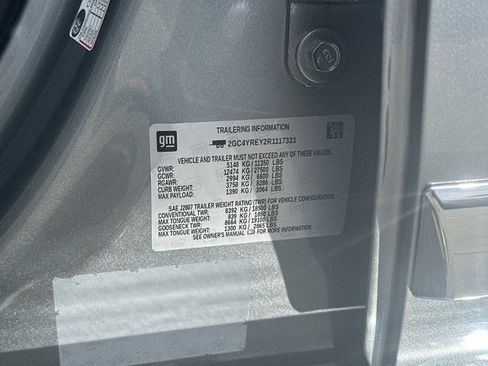 gm
TRAILERING INFORMATION
2GC4YREY2R1117321
VEHICLE AND TRAILER MUST NOT EXCEED ANY OF THESE VALUES:
GVWR: 5148 KG / 11350 LBS
GCWR: 12474 KG / 27500 LBS
RGAWR: 2994 KG / 6600 LBS
CURB WEIGHT: 3758 KG / 8286 LBS
MAX PAYLOAD: 1390 KG / 3064 LBS
SAE J2807 TRAILER WEIGHT RATING (TWR) FOR VEHICLE CONFIGURATION.
CONVENTIONAL TWR: 8392 KG / 18500 LBS
MAX TONGUE WEIGHT: 839 KG / 1850 LBS
GOOSENECK TWR: 8664 KG / 19100 LBS
MAX TONGUE WEIGHT: 1300 KG / 2865 LBS
SEE OWNER'S MANUAL FOR MORE INFORMATION